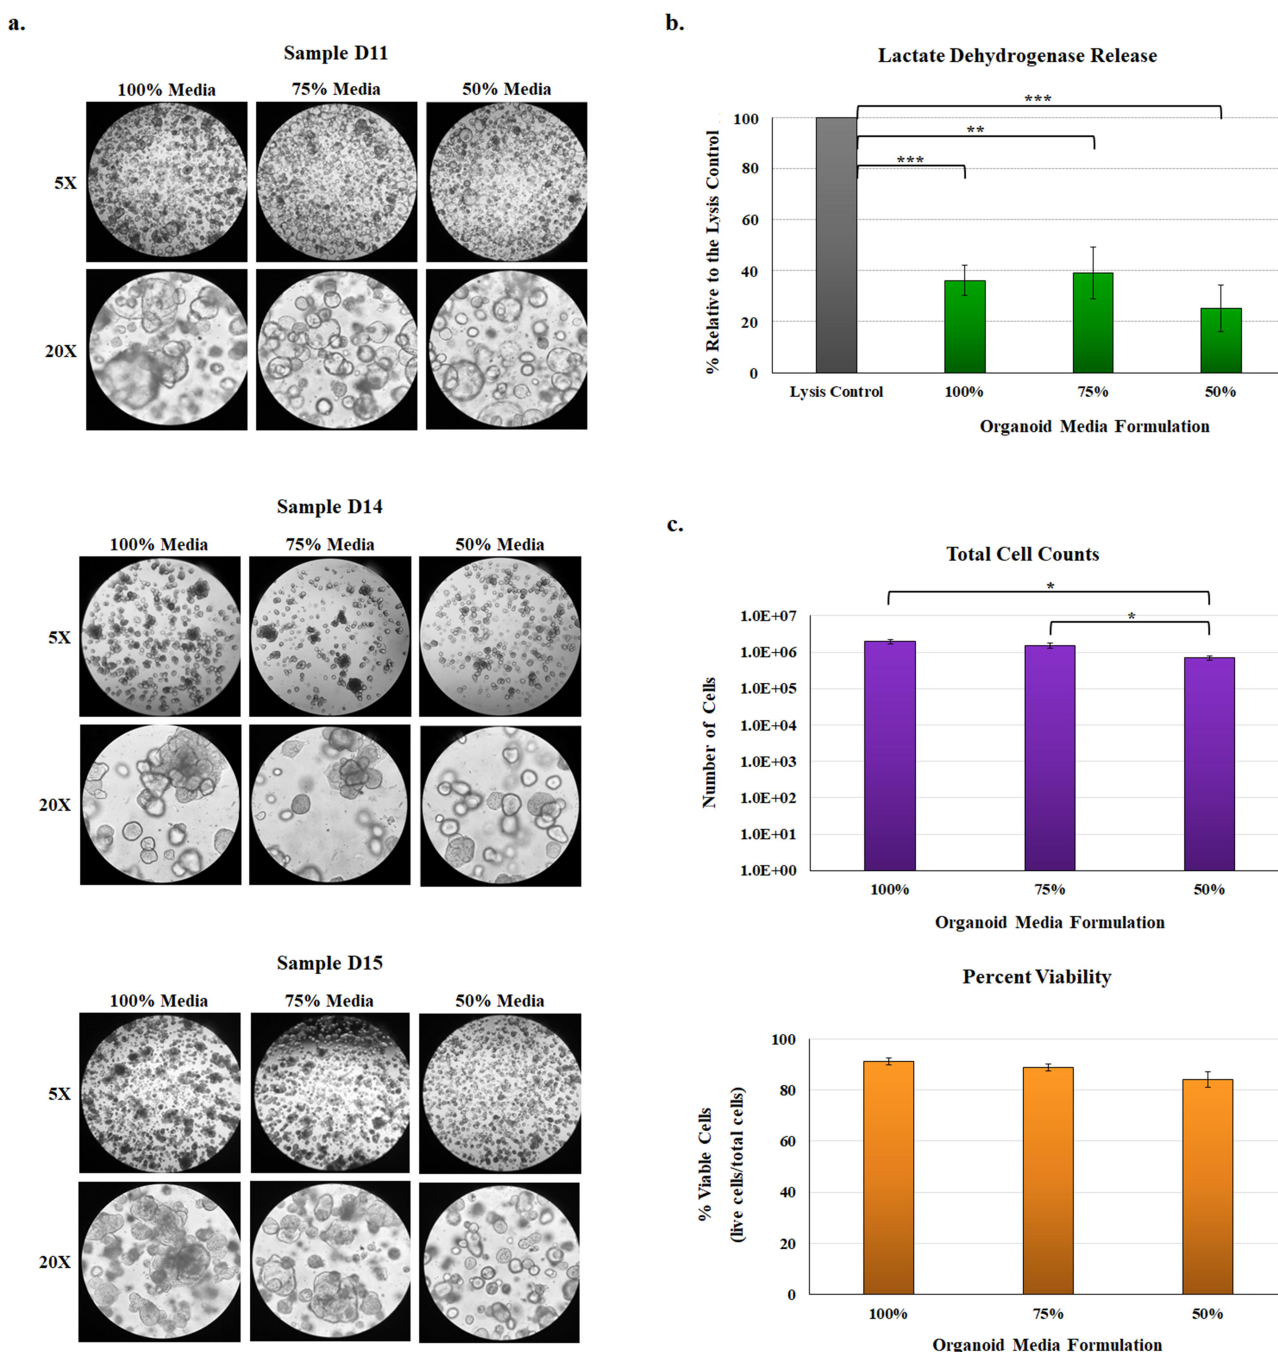 a.
Sample D11
100% Media 75% Media 50% Media
5X
20X
Sample D14
100% Media 75% Media 50% Media
5X
20X
Sample D15
100% Media 75% Media 50% Media
5X
20X
b.
Lactate Dehydrogenase Release
% Relative to the Lysis Control
***
**
***
100
80
60
40
20
0
Lysis Control 100% 75% 50%
Organoid Media Formulation
c.
Total Cell Counts
*
*
Number of Cells
1.0E+07
1.0E+06
1.0E+05
1.0E+04
1.0E+03
1.0E+02
1.0E+01
1.0E+00
100% 75% 50%
Organoid Media Formulation
Percent Viability
% Viable Cells
(live cells/total cells)
100
80
60
40
20
0
100% 75% 50%
Organoid Media Formulation